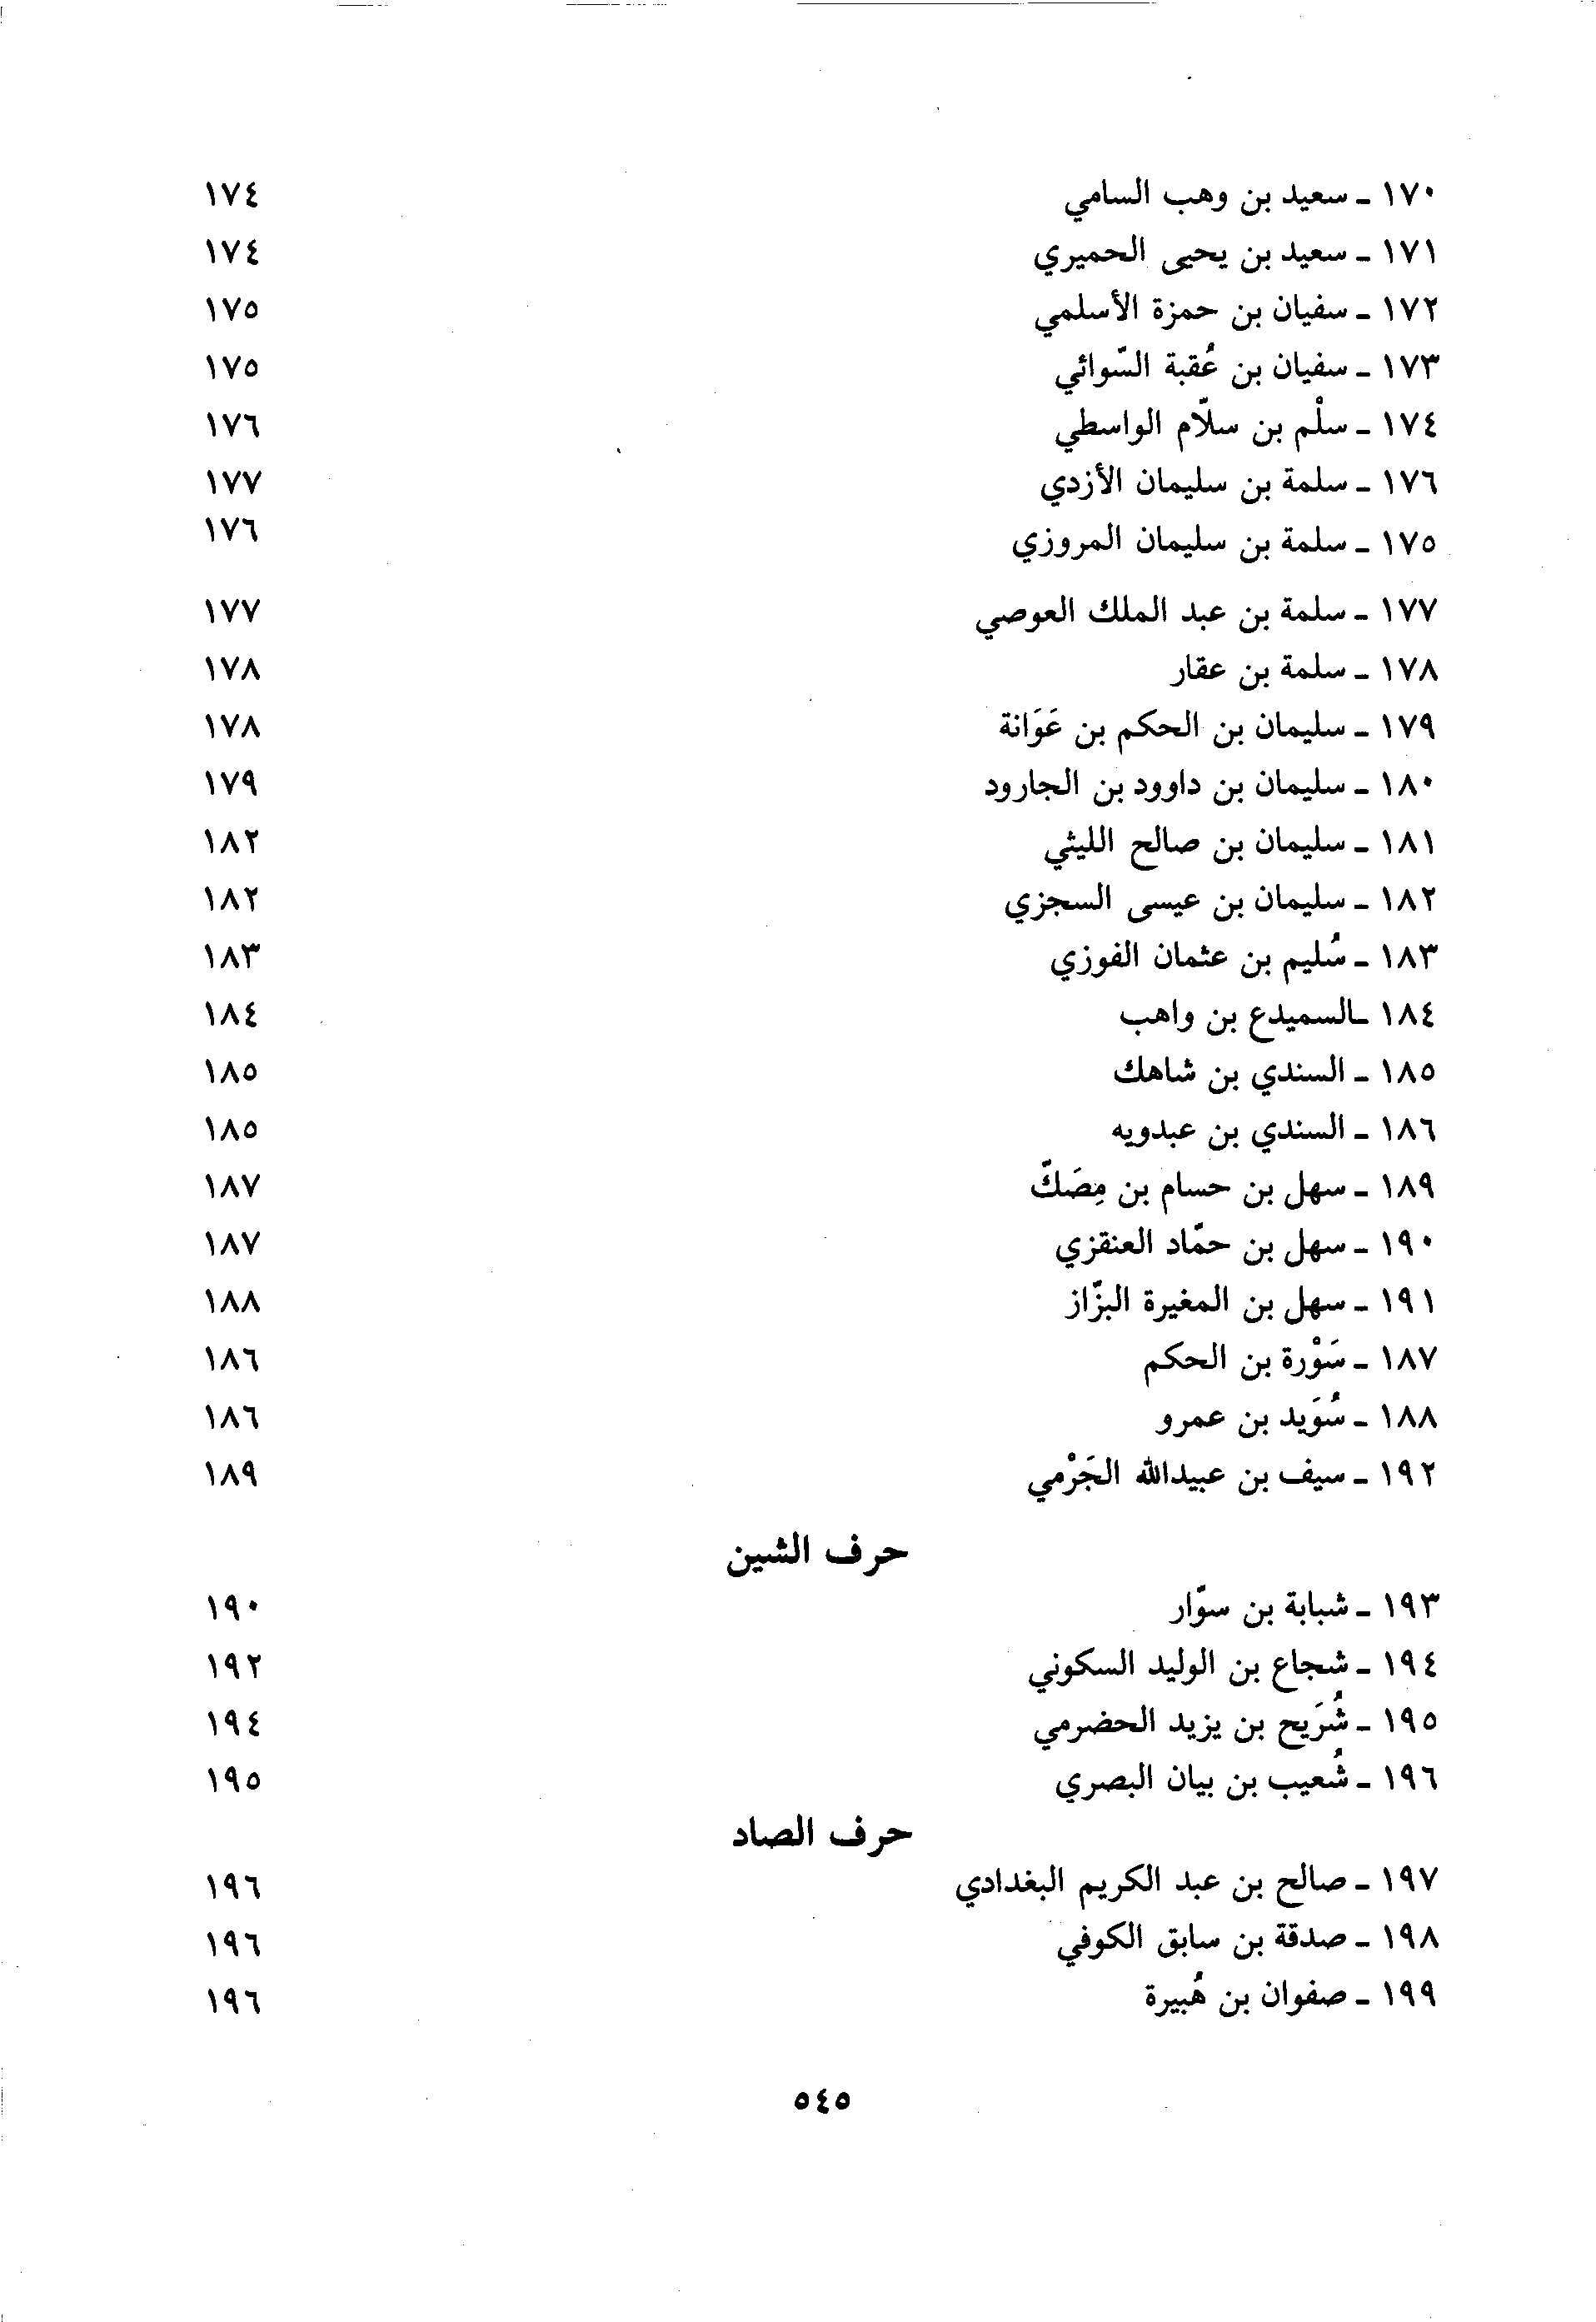 ١٧٠ ـ سعيد بن وهب السامي ١٧٤
١٧١ ـ سعيد بن يحيى الحميري ١٧٤
١٧٢ ـ سفيان بن حمزة الأسلمي ١٧٥
١٧٣ ـ سفيان بن عُقبة السّوائي ١٧٥
١٧٤ ـ سلْم بن سلّام الواسطي ١٧٦
١٧٦ ـ سلمة بن سليمان الأزدي ١٧٧
١٧٥ ـ سلمة بن سليمان المروزي ١٧٦
١٧٧ ـ سلمة بن عبد الملك العوصي ١٧٧
١٧٨ ـ سلمة بن عقار ١٧٨
١٧٩ ـ سليمان بن الحكم بن عَوَانة ١٧٨
١٨٠ ـ سليمان بن داوود بن الجارود ١٧٩
١٨١ ـ سليمان بن صالح الليثي ١٨٢
١٨٢ ـ سليمان بن عيسى السجزي ١٨٢
١٨٣ ـ سُليم بن عثمان الفوزي ١٨٣
١٨٤ ـالسميدع بن واهب ١٨٤
١٨٥ ـ السندي بن شاهك ١٨٥
١٨٦ ـ السندي بن عبدويه ١٨٥
١٨٩ ـ سهل بن حسام بن مِصَكّ ١٨٧
١٩٠ ـ سهل بن حمّاد العنقزي ١٨٧
١٩١ ـ سهل بن المغيرة البزّاز ١٨٨
١٨٧ ـ سَوْرة بن الحكم ١٨٦
١٨٨ ـ سُوَيد بن عمرو ١٨٦
١٩٢ ـ سيف بن عبيدالله الجَرْمي ١٨٩
حرف الشين
١٩٣ ـ شبابة بن سوّار ١٩٠
١٩٤ ـ شجاع بن الوليد السكوني ١٩٢
١٩٥ ـ شُرَيح بن يزيد الحضرمي ١٩٤
١٩٦ ـ شُعيب بن بيان البصري ١٩٥
حرف الصاد
١٩٧ ـ صالح بن عبد الكريم البغدادي ١٩٦
١٩٨ ـ صدقة بن سابق الكوفي ١٩٦
١٩٩ ـ صفوان بن هُبيرة ١٩٦
٥٤٥